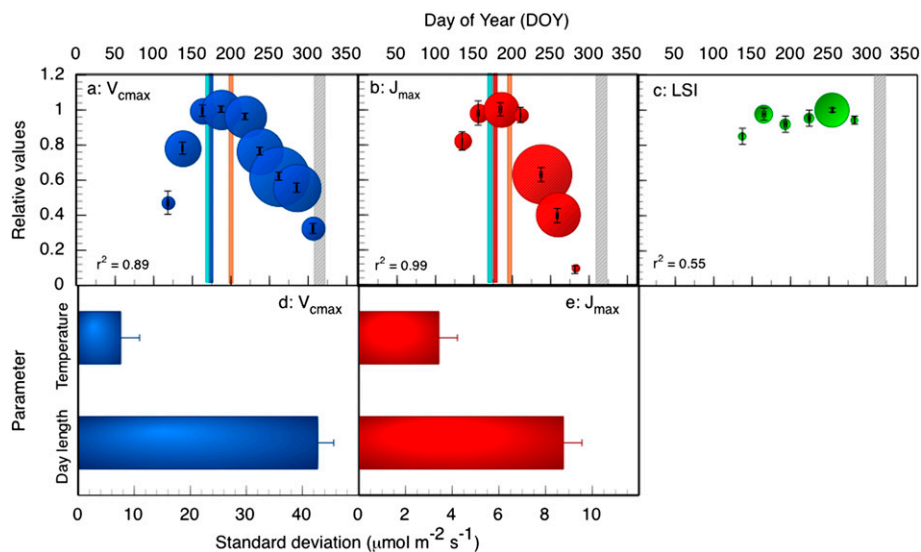 Day of Year (DOY)
0 50 100 150 200 250 300 350 50 100 150 200 250 300 350 50 100 150 200 250 300 350
1.2
1
0.8
0.6
0.4
0.2
0
Relative values
a: Vcmax
r² = 0.89
b: Jmax
r² = 0.99
c: LSI
r² = 0.55
Parameter
Temperature
Day length
d: Vcmax
e: Jmax
0 10 20 30 40 0 2 4 6 8 10
Standard deviation (μmol m⁻² s⁻¹)